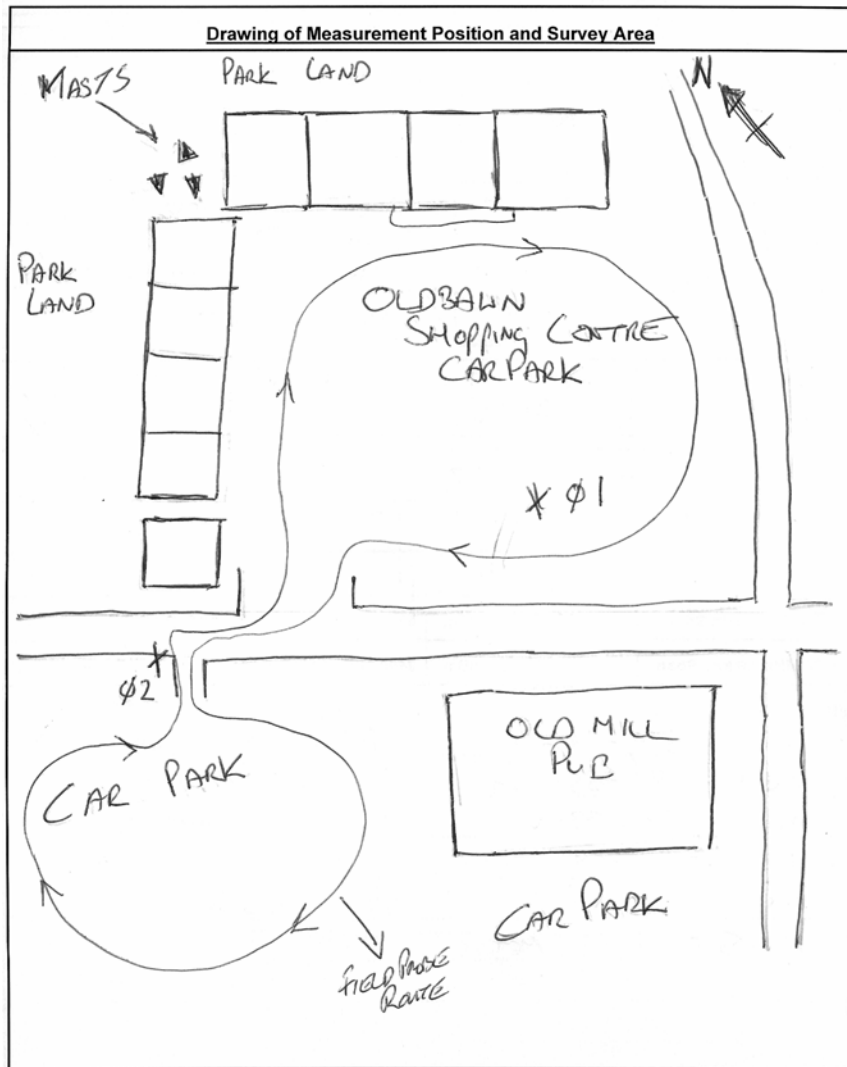 Drawing of Measurement Position and Survey Area
MASTS
PARK LAND
N
PARK
LAND
OLDBAWN
SHOPPING CENTRE
CAR PARK
Ø1
Ø2
OLD MILL
PUB
CAR PARK
CAR PARK
FIELD PROBE
ROUTE